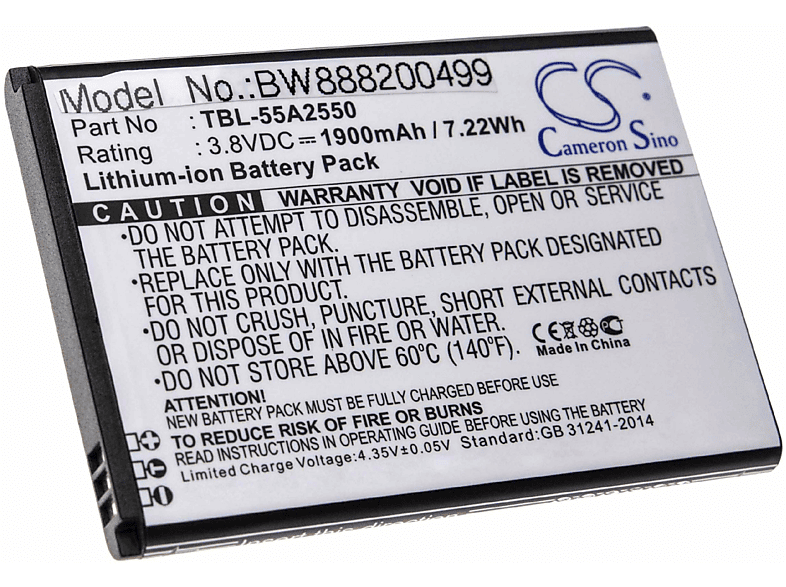 Model No.:BW888200499
Part No : TBL-55A2550
Rating : 3.8VDC⎓1900mAh / 7.22Wh
Lithium-ion Battery Pack
CS
Cameron Sino
WARRANTY VOID IF LABEL IS REMOVED
CAUTION
•DO NOT ATTEMPT TO DISASSEMBLE, OPEN OR SERVICE
THE BATTERY PACK.
•REPLACE ONLY WITH THE BATTERY PACK DESIGNATED
FOR THIS PRODUCT.
•DO NOT CRUSH, PUNCTURE, SHORT EXTERNAL CONTACTS
OR DISPOSE OF IN FIRE OR WATER.
•DO NOT STORE ABOVE 60°C (140°F)
CE
Made In China
ATTENTION!
NEW BATTERY PACK MUST BE FULLY CHARGED BEFORE USE
TO REDUCE RISK OF FIRE OR BURNS
READ INSTRUCTIONS IN OWNER'S MANUAL BEFORE USE
Limited Charge Voltage:4.35V±0.05V Standard:GB 31241-2014